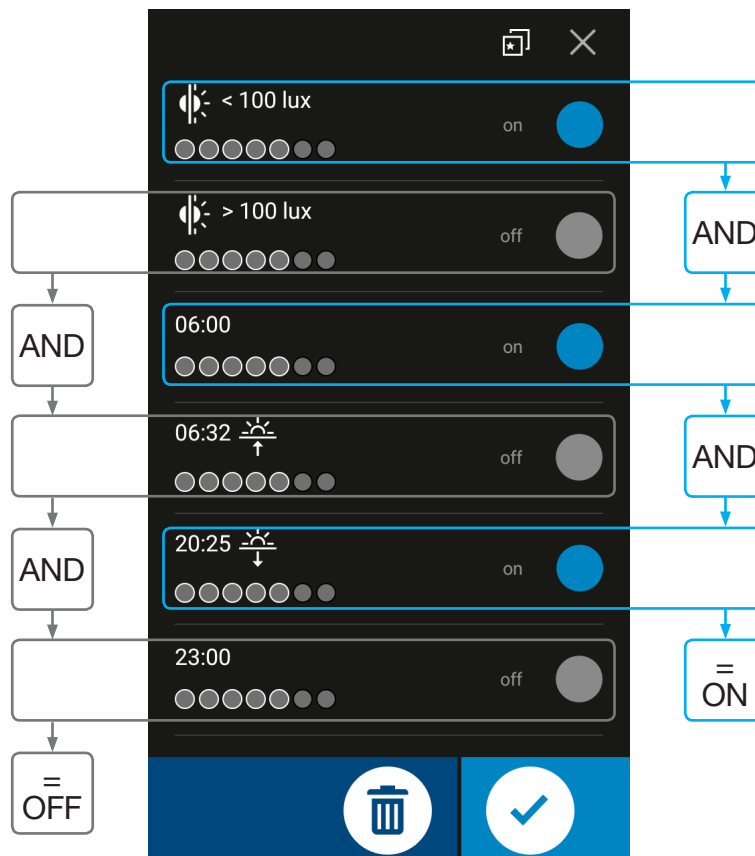 < 100 lux
on
AND
> 100 lux
off
AND
06:00
on
AND
06:32
off
AND
20:25
on
= ON
23:00
off
= OFF